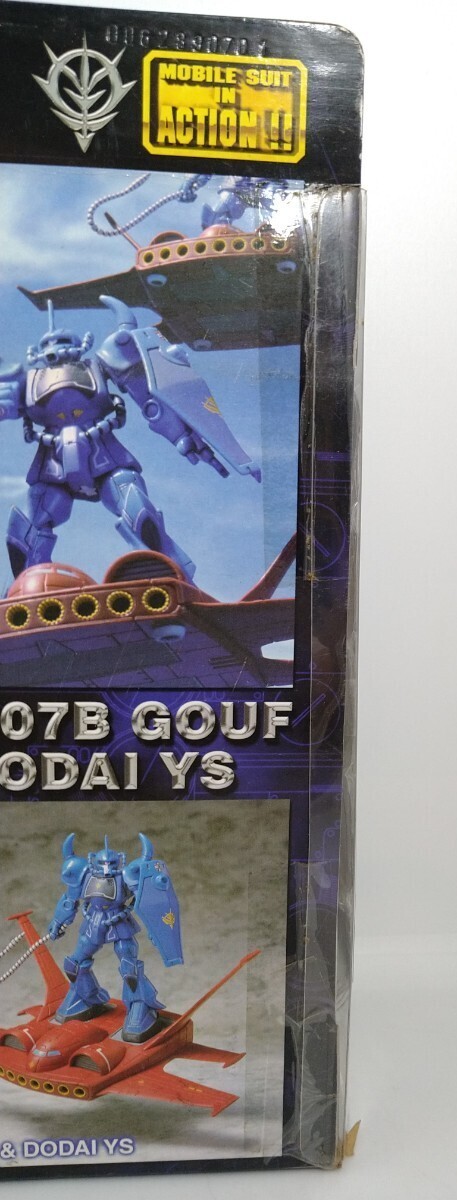 MOBILE SUIT
IN
ACTION !!
07B GOUF
ODAI YS
& DODAI YS